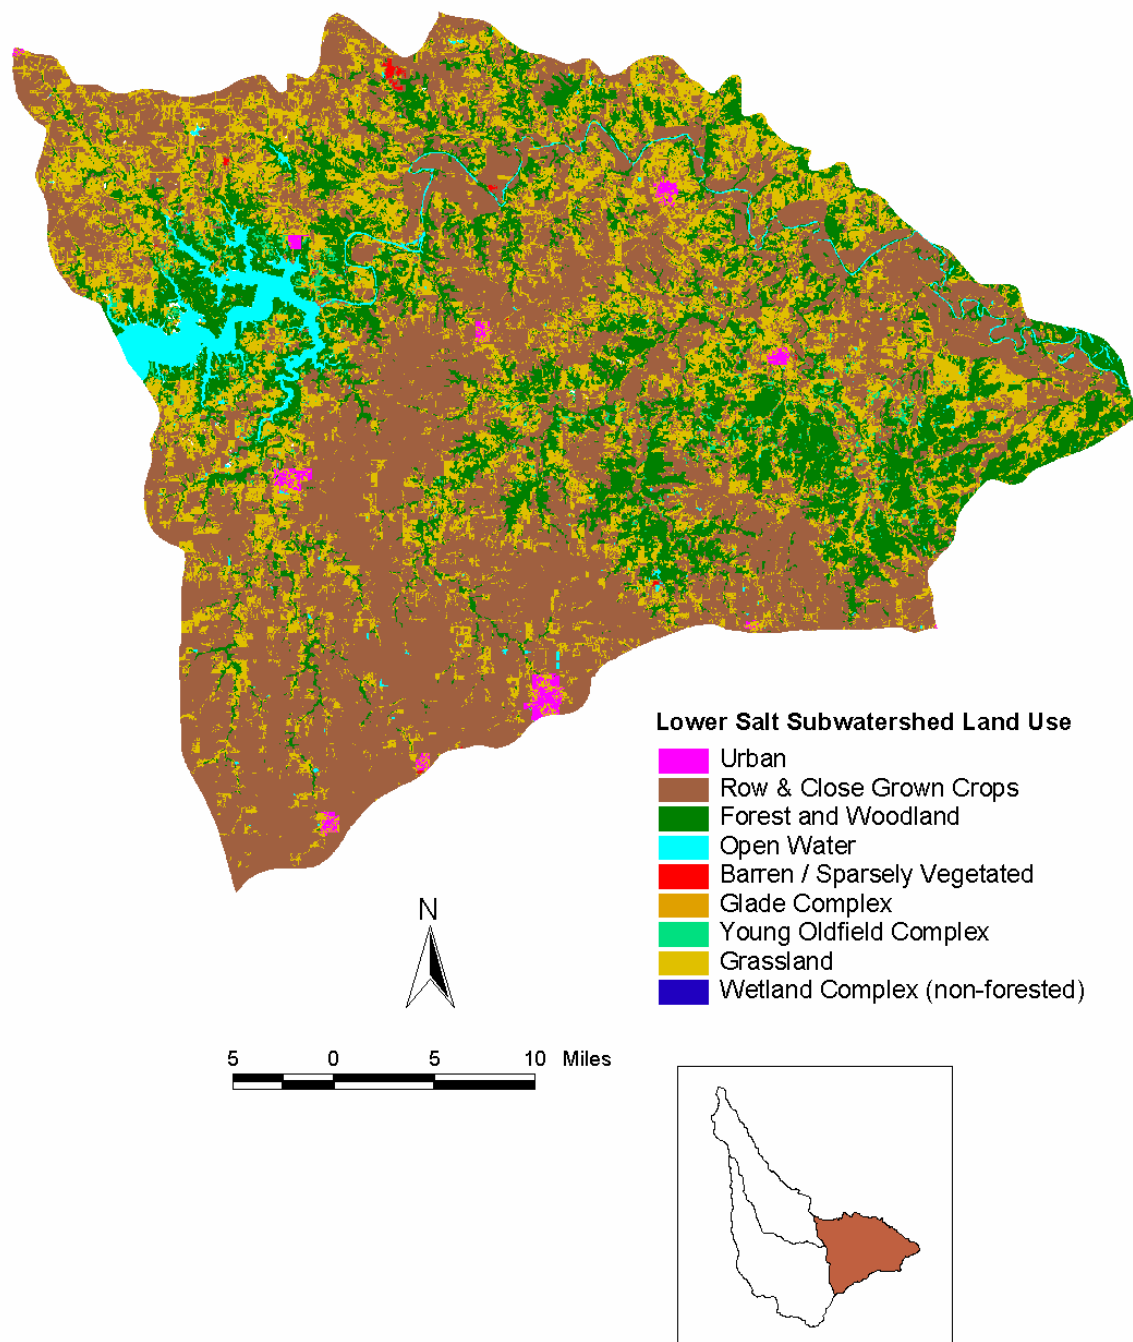 Lower Salt Subwatershed Land Use
Urban
Row & Close Grown Crops
Forest and Woodland
Open Water
Barren / Sparsely Vegetated
Glade Complex
Young Oldfield Complex
Grassland
Wetland Complex (non-forested)
N
5 0 5 10 Miles